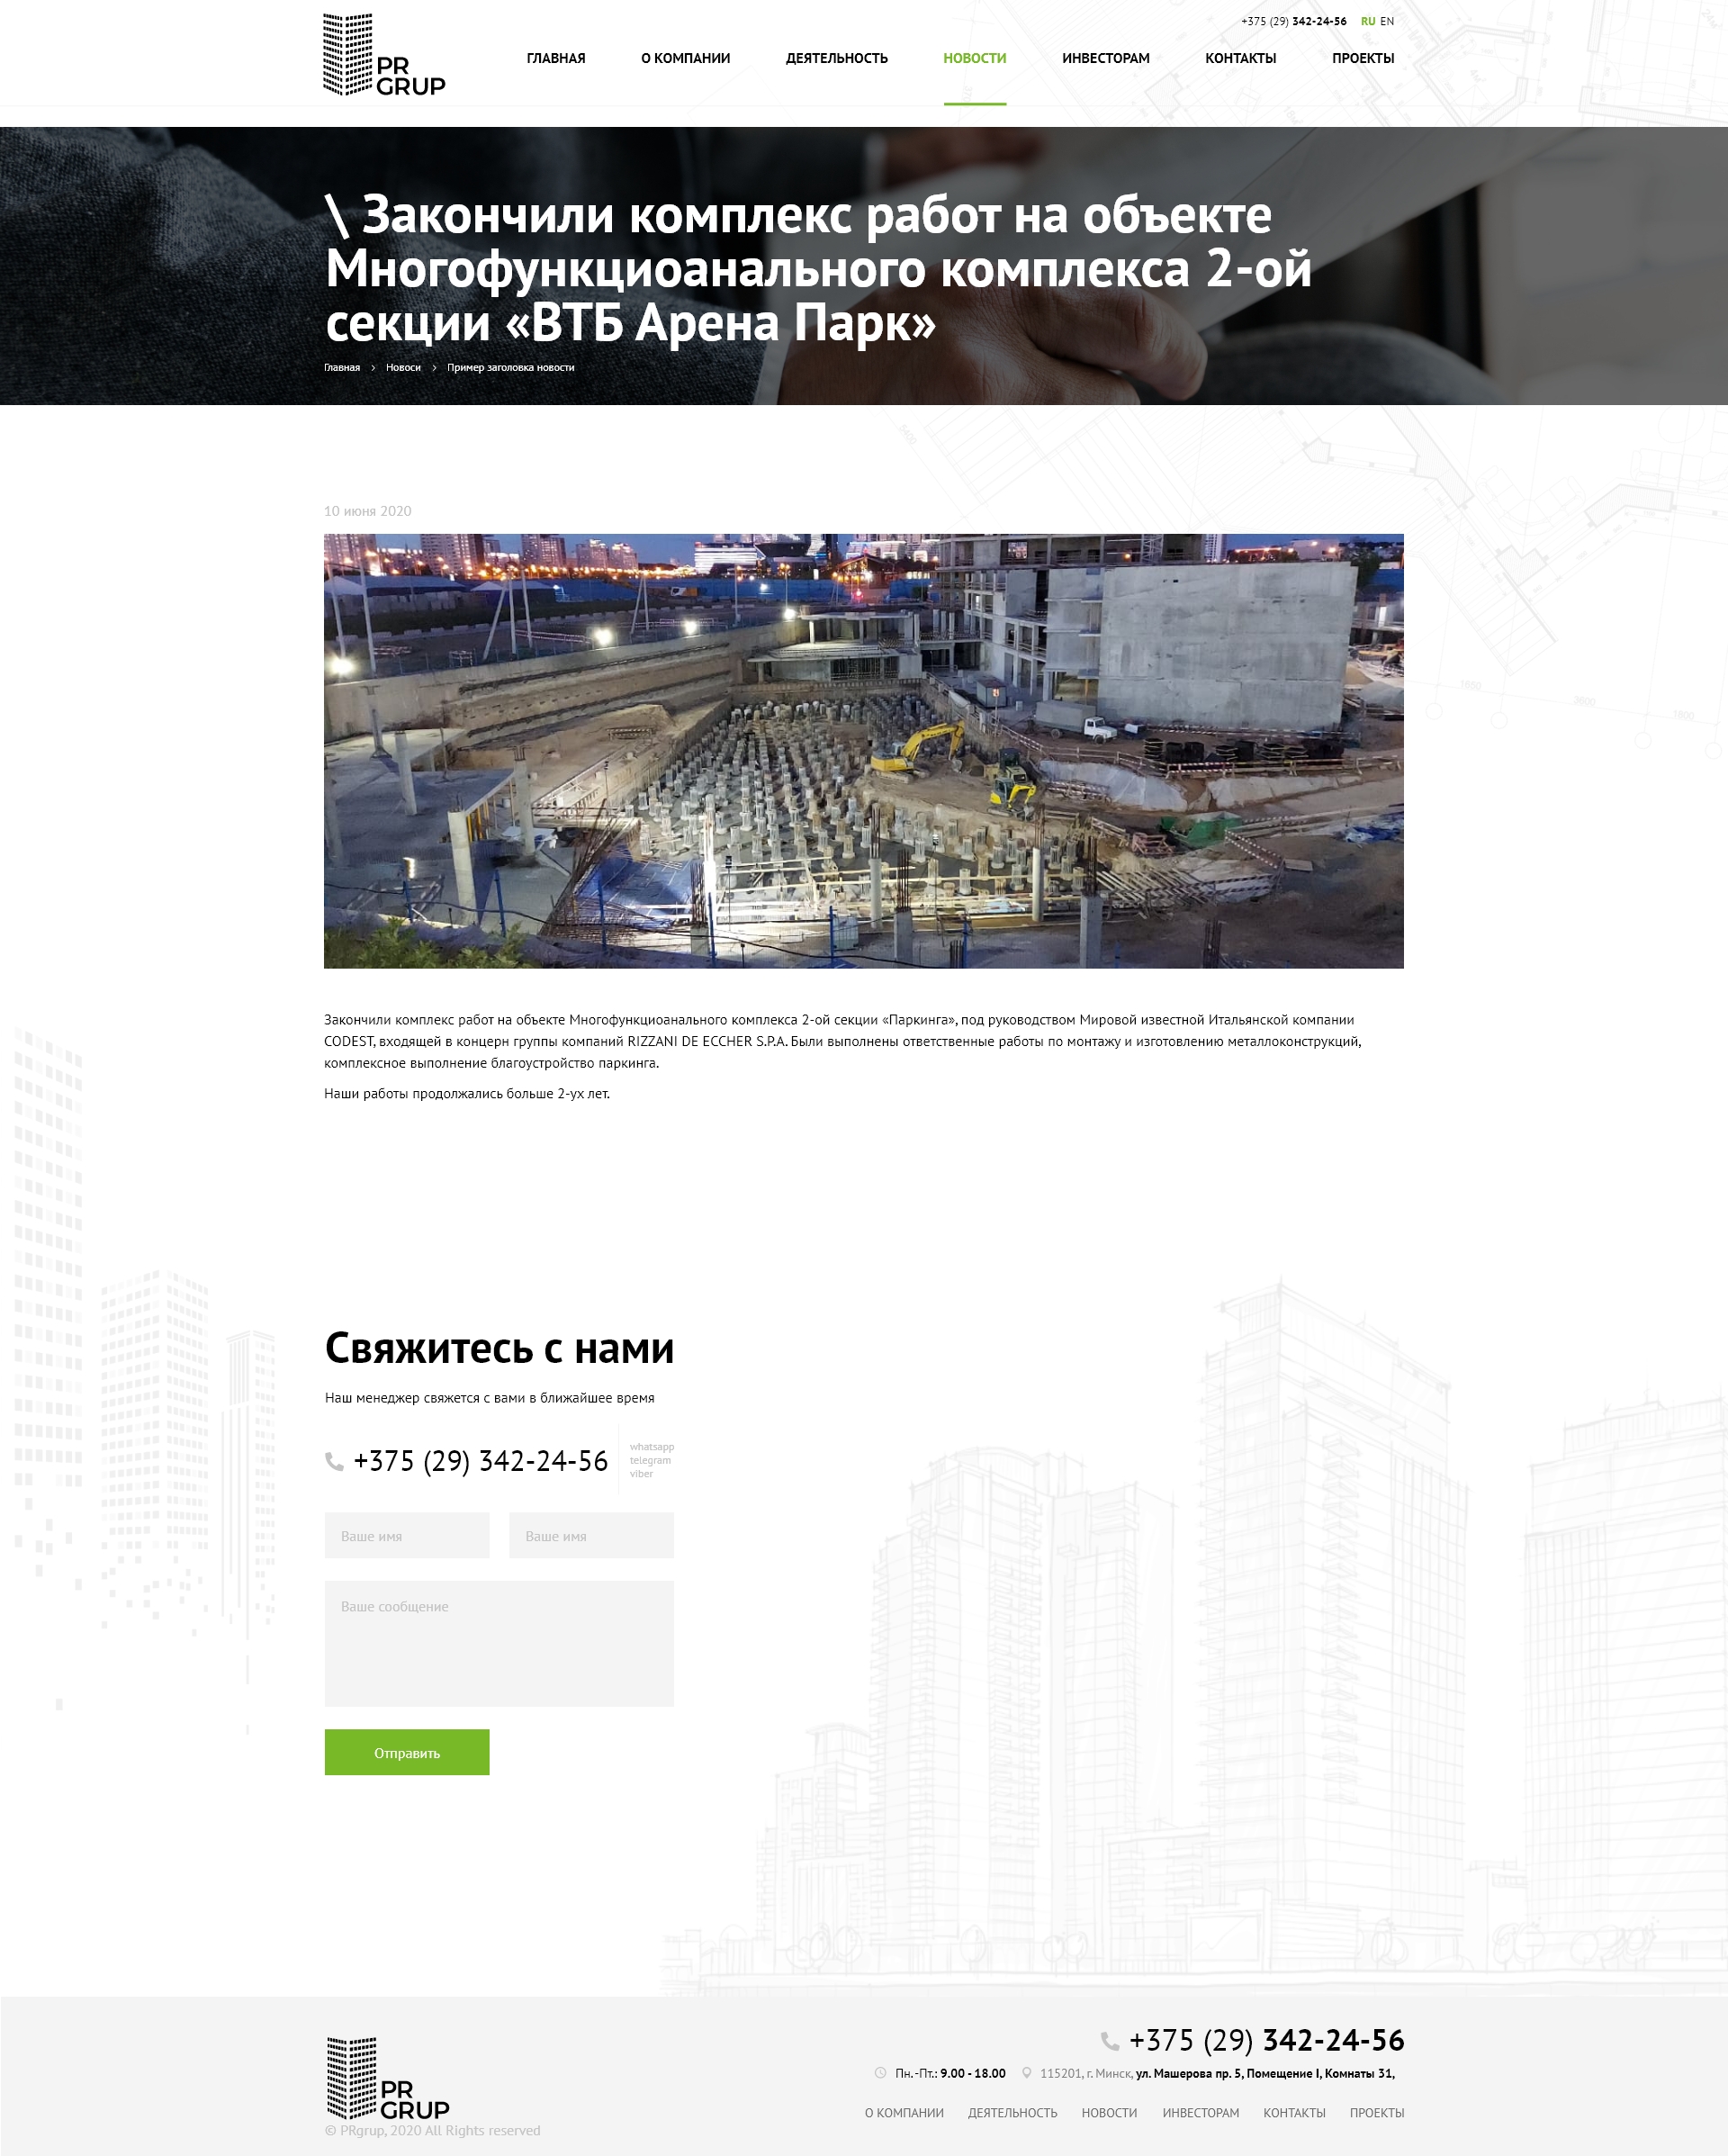 +375 (29) 342-24-56 RU EN
PR
GRUP
ГЛАВНАЯ О КОМПАНИИ ДЕЯТЕЛЬНОСТЬ НОВОСТИ ИНВЕСТОРАМ КОНТАКТЫ ПРОЕКТЫ
\ Закончили комплекс работ на объекте
Многофункциоанального комплекса 2-ой
секции «ВТБ Арена Парк»
Главная › Новоси › Пример заголовка новости
5400
10 июня 2020
1650
3600
1800
Закончили комплекс работ на объекте Многофункциоанального комплекса 2-ой секции «Паркинга», под руководством Мировой известной Итальянской компании
CODEST, входящей в концерн группы компаний RIZZANI DE ECCHER S.P.A. Были выполнены ответственные работы по монтажу и изготовлению металлоконструкций,
комплексное выполнение благоустройство паркинга.
Наши работы продолжались больше 2-ух лет.
Свяжитесь с нами
Наш менеджер свяжется с вами в ближайшее время
+375 (29) 342-24-56
whatsapp
telegram
viber
Ваше имя Ваше имя
Ваше сообщение
Отправить
+375 (29) 342-24-56
Пн.-Пт.: 9.00 - 18.00 115201, г. Минск, ул. Машерова пр. 5, Помещение I, Комнаты 31,
PR
GRUP
О КОМПАНИИ ДЕЯТЕЛЬНОСТЬ НОВОСТИ ИНВЕСТОРАМ КОНТАКТЫ ПРОЕКТЫ
© PRgrup, 2020 All Rights reserved